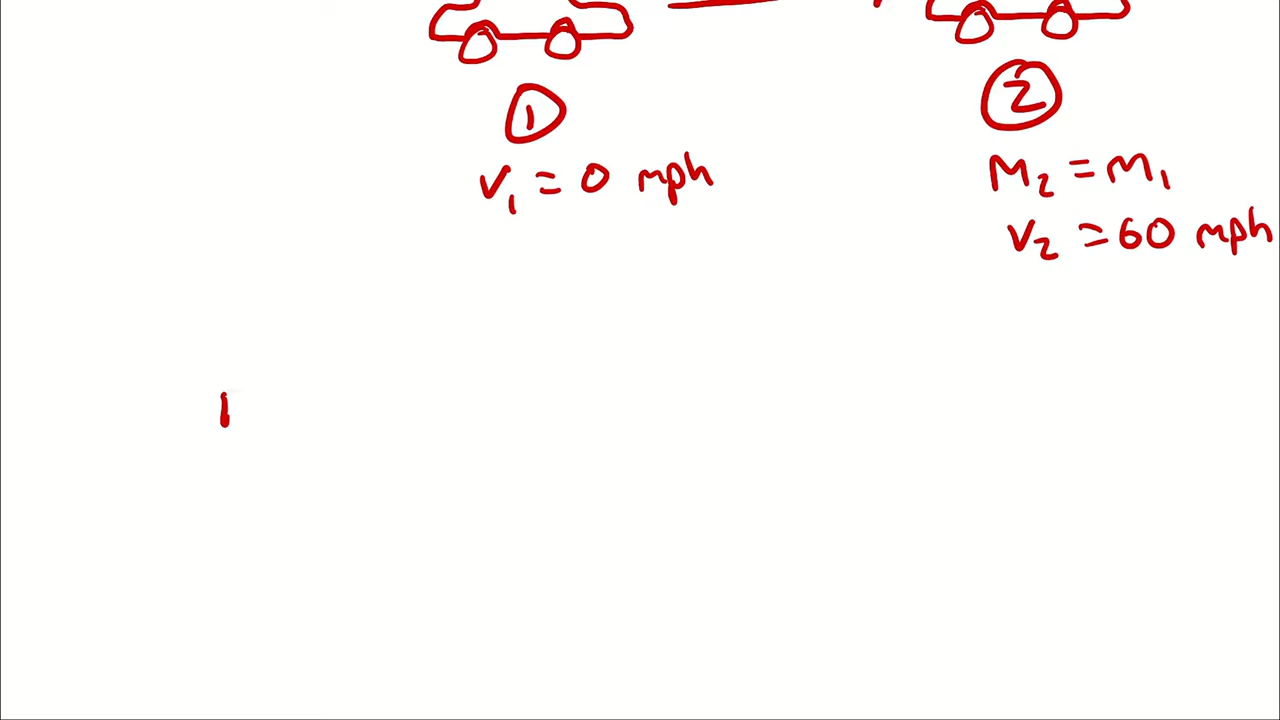 1
2
v₁ = 0 mph
m₂ = m₁
v₂ = 60 mph